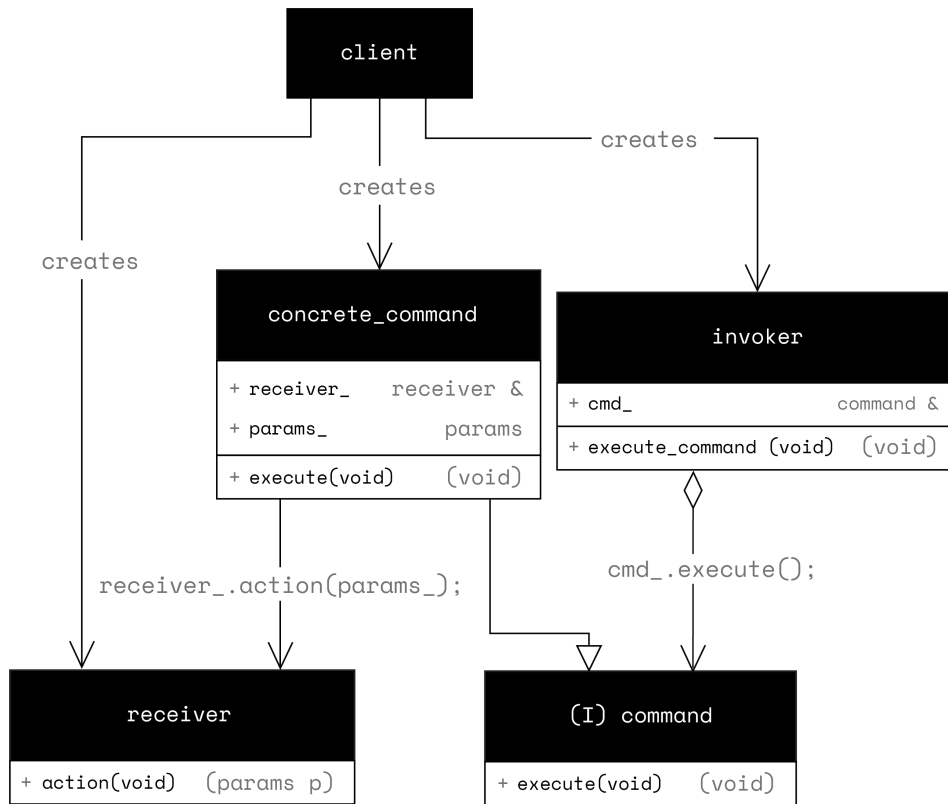 client
creates
creates
creates
concrete_command
+ receiver_ receiver &
+ params_ params
+ execute(void) (void)
invoker
+ cmd_ command &
+ execute_command (void) (void)
receiver_.action(params_);
cmd_.execute();
receiver
+ action(void) (params p)
(I) command
+ execute(void) (void)